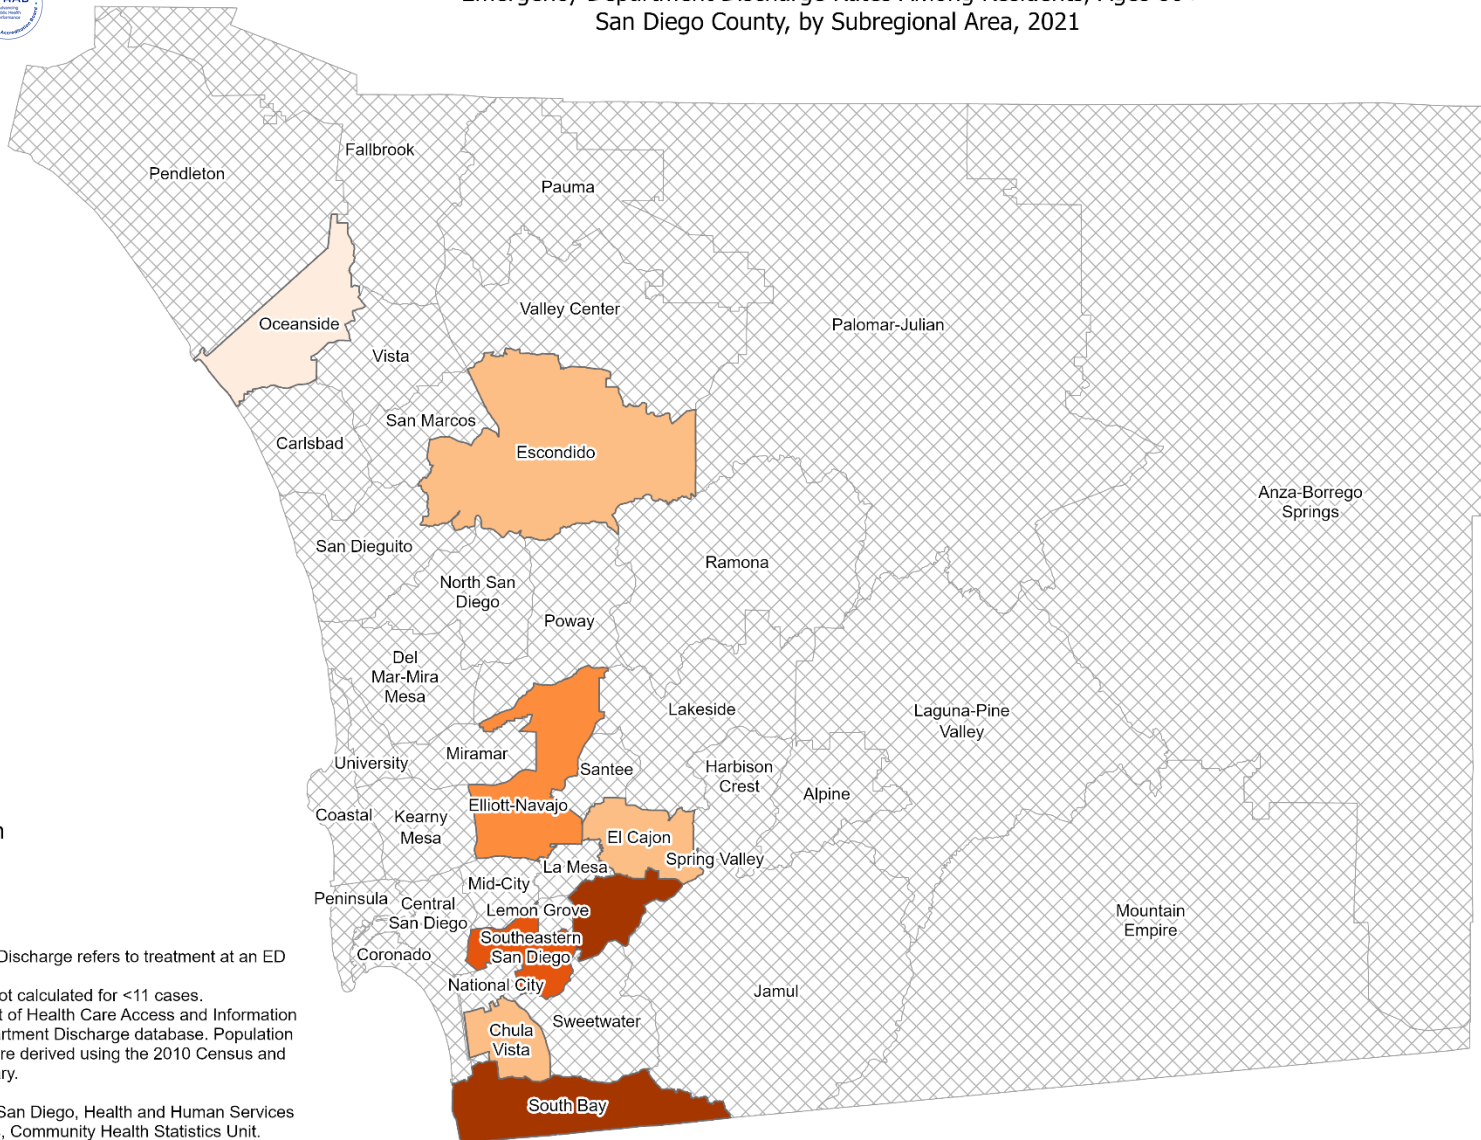 San Diego County, by Subregional Area, 2021
Fallbrook
Pendleton
Pauma
Valley Center
Oceanside
Palomar-Julian
Vista
San Marcos
Carlsbad
Escondido
Anza-Borrego
Springs
San Dieguito
Ramona
North San
Diego
Poway
Del
Mar-Mira
Mesa
Lakeside
Laguna-Pine
Valley
Miramar
University
Santee
Harbison
Crest
Alpine
Elliott-Navajo
Coastal
Kearny
Mesa
El Cajon
Spring Valley
La Mesa
Mid-City
Peninsula
Central
San Diego
Lemon Grove
Mountain
Empire
Southeastern
San Diego
Coronado
National City
Jamul
Sweetwater
Chula
Vista
South Bay
Discharge refers to treatment at an ED
ot calculated for <11 cases.
t of Health Care Access and Information
artment Discharge database. Population
re derived using the 2010 Census and
ry.
San Diego, Health and Human Services
, Community Health Statistics Unit.